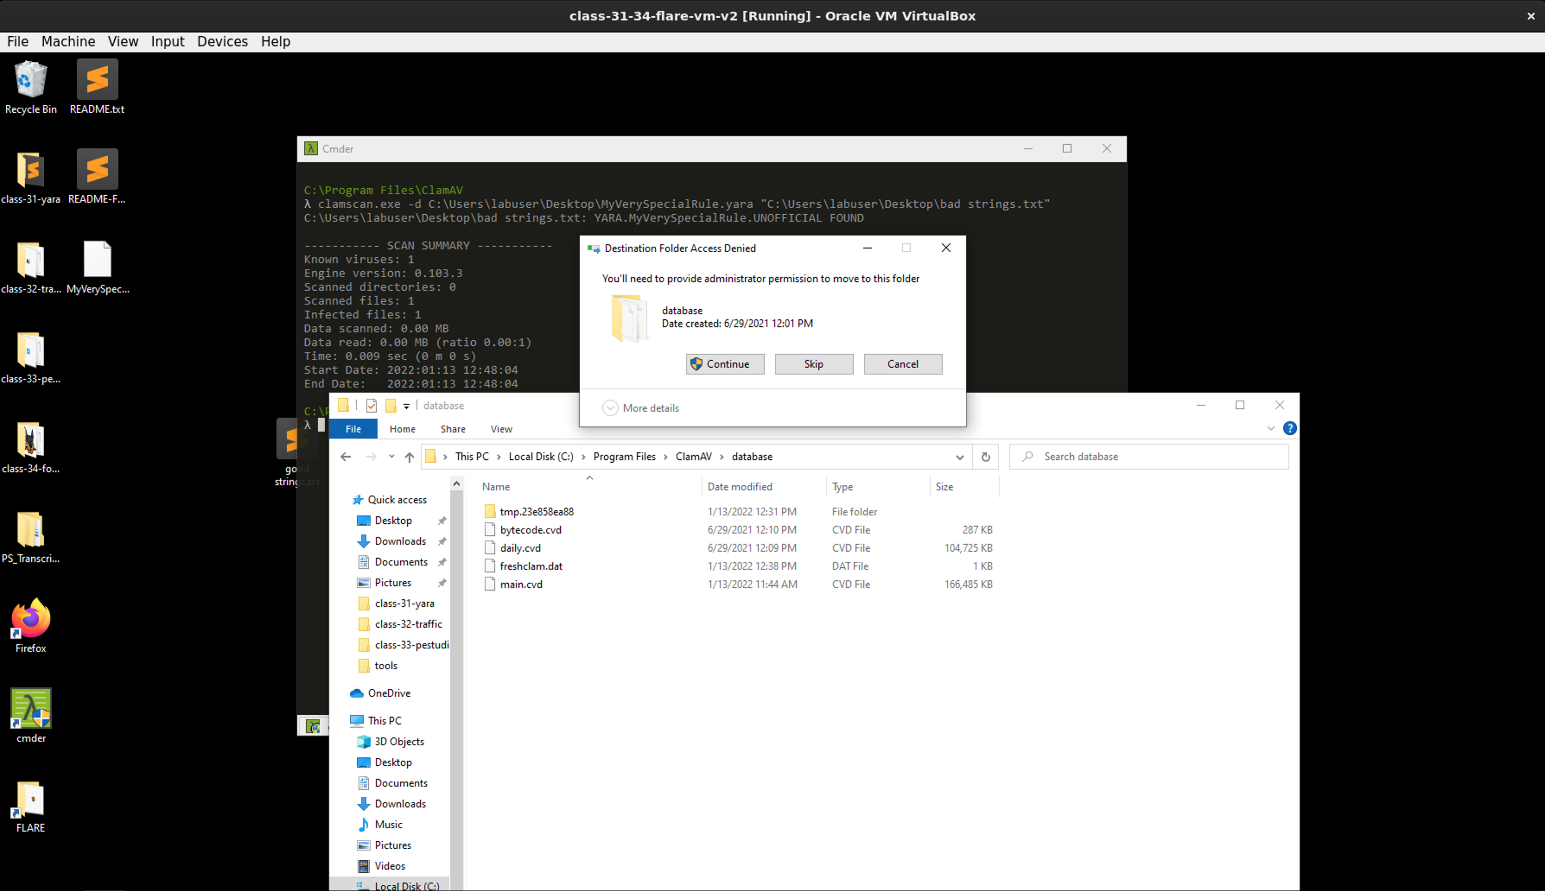 class-31-34-flare-vm-v2 [Running] - Oracle VM VirtualBox
File Machine View Input Devices Help
Recycle Bin
README.txt
class-31-yara
README-F...
class-32-tra...
MyVerySpec...
class-33-pe...
class-34-fo...
good
strings.txt
PS_Transcri...
Firefox
cmder
FLARE
Cmder
C:\Program Files\ClamAV
λ clamscan.exe -d C:\Users\labuser\Desktop\MyVerySpecialRule.yara "C:\Users\labuser\Desktop\bad strings.txt"
C:\Users\labuser\Desktop\bad strings.txt: YARA.MyVerySpecialRule.UNOFFICIAL FOUND
----------- SCAN SUMMARY -----------
Known viruses: 1
Engine version: 0.103.3
Scanned directories: 0
Scanned files: 1
Infected files: 1
Data scanned: 0.00 MB
Data read: 0.00 MB (ratio 0.00:1)
Time: 0.009 sec (0 m 0 s)
Start Date: 2022:01:13 12:48:04
End Date:   2022:01:13 12:48:04
C:\P
λ
Destination Folder Access Denied
You'll need to provide administrator permission to move to this folder
database
Date created: 6/29/2021 12:01 PM
Continue Skip Cancel
More details
database
File Home Share View
This PC > Local Disk (C:) > Program Files > ClamAV > database
Search database
Name Date modified Type Size
tmp.23e858ea88 1/13/2022 12:31 PM File folder
bytecode.cvd 6/29/2021 12:10 PM CVD File 287 KB
daily.cvd 6/29/2021 12:09 PM CVD File 104,725 KB
freshclam.dat 1/13/2022 12:38 PM DAT File 1 KB
main.cvd 1/13/2022 11:44 AM CVD File 166,485 KB
Quick access
Desktop
Downloads
Documents
Pictures
class-31-yara
class-32-traffic
class-33-pestudi
tools
OneDrive
This PC
3D Objects
Desktop
Documents
Downloads
Music
Pictures
Videos
Local Disk (C:)